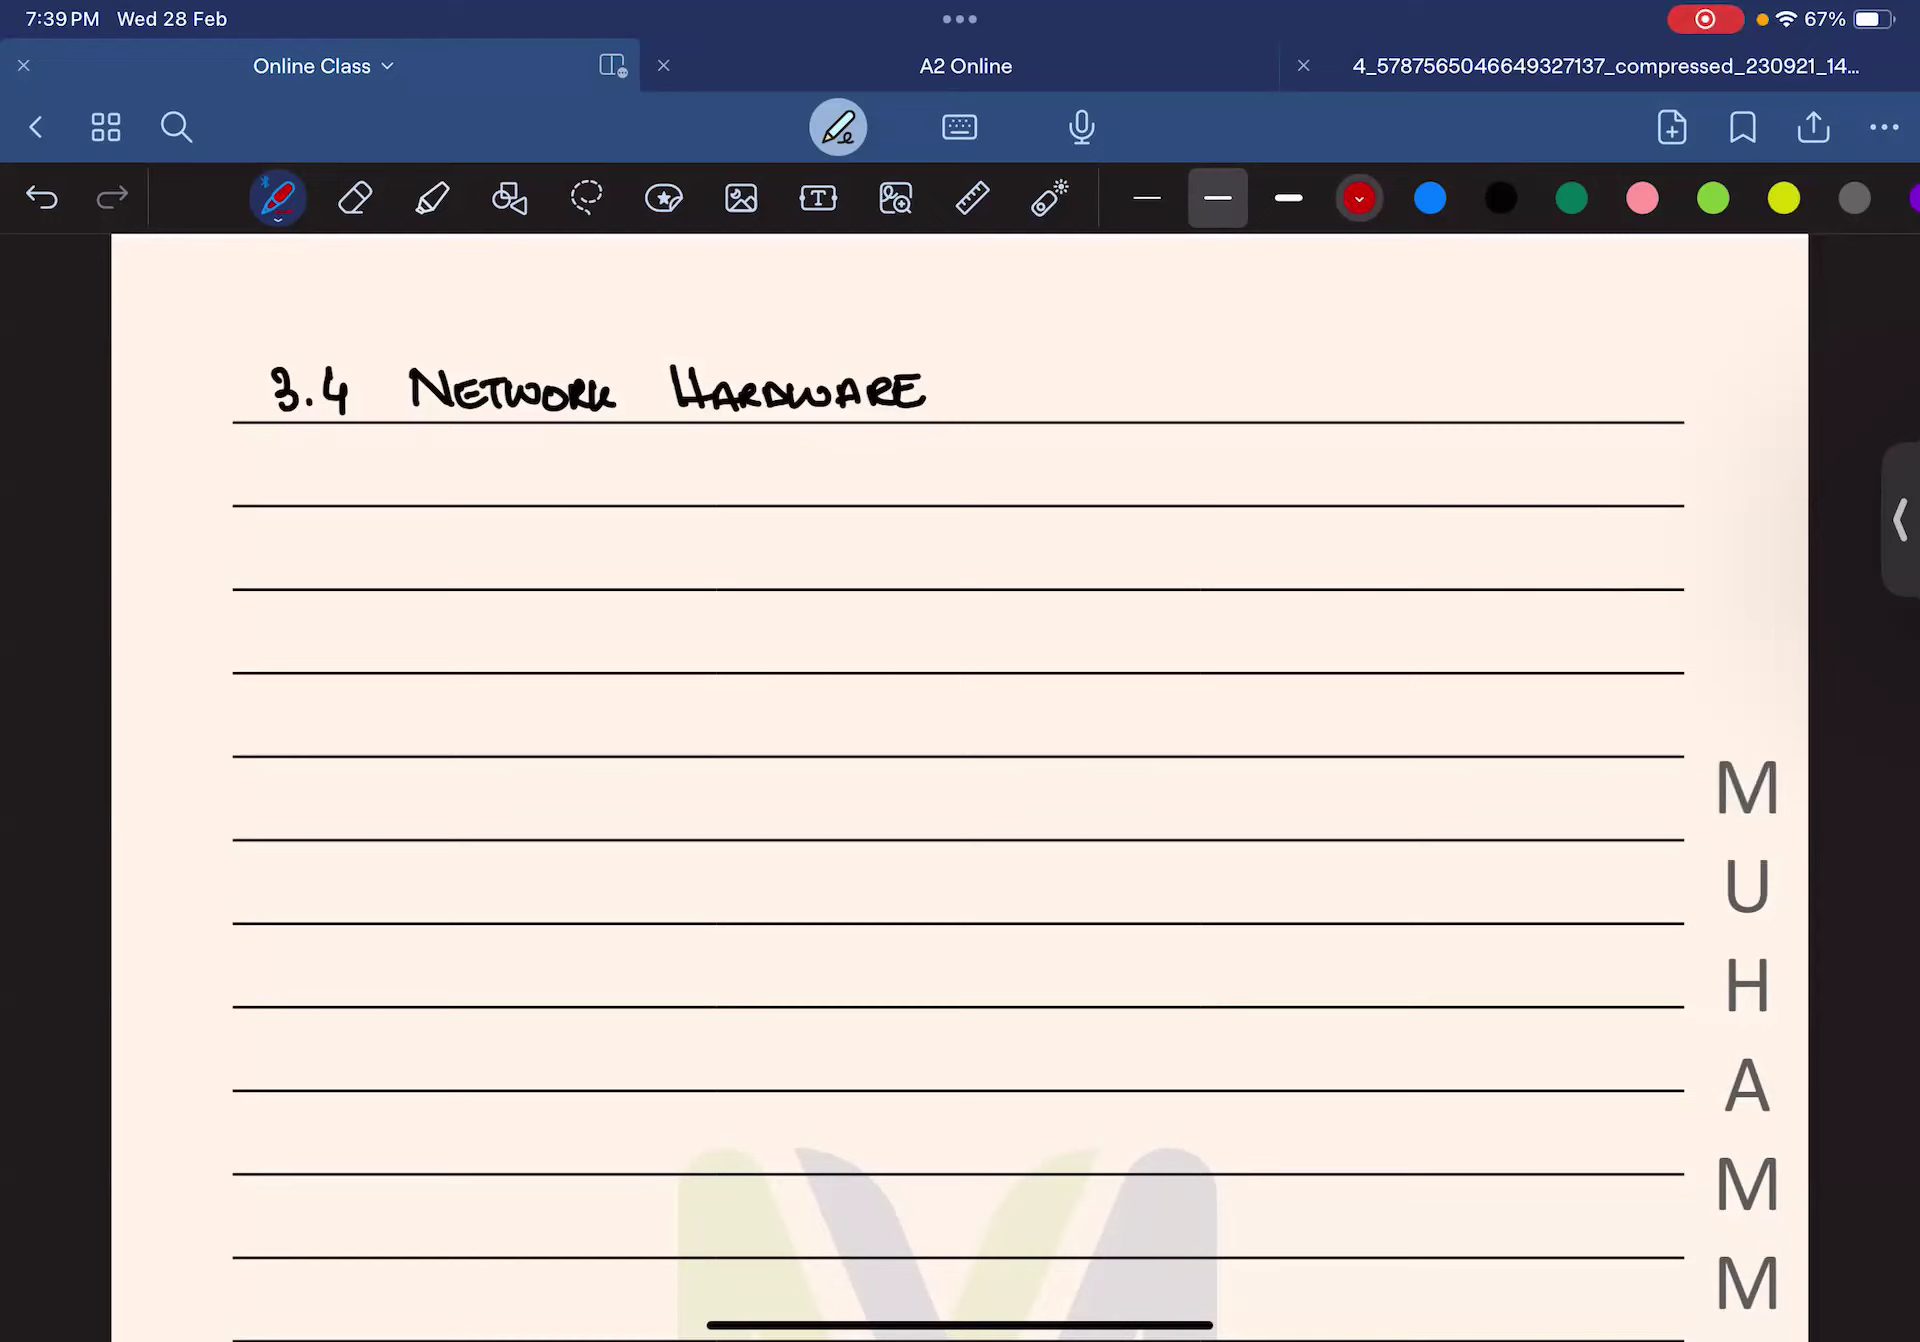 7:39 PM Wed 28 Feb
67%
Online Class
A2 Online
4_5787565046649327137_compressed_230921_14...
3.4 NETWORK HARDWARE
M
U
H
A
M
M